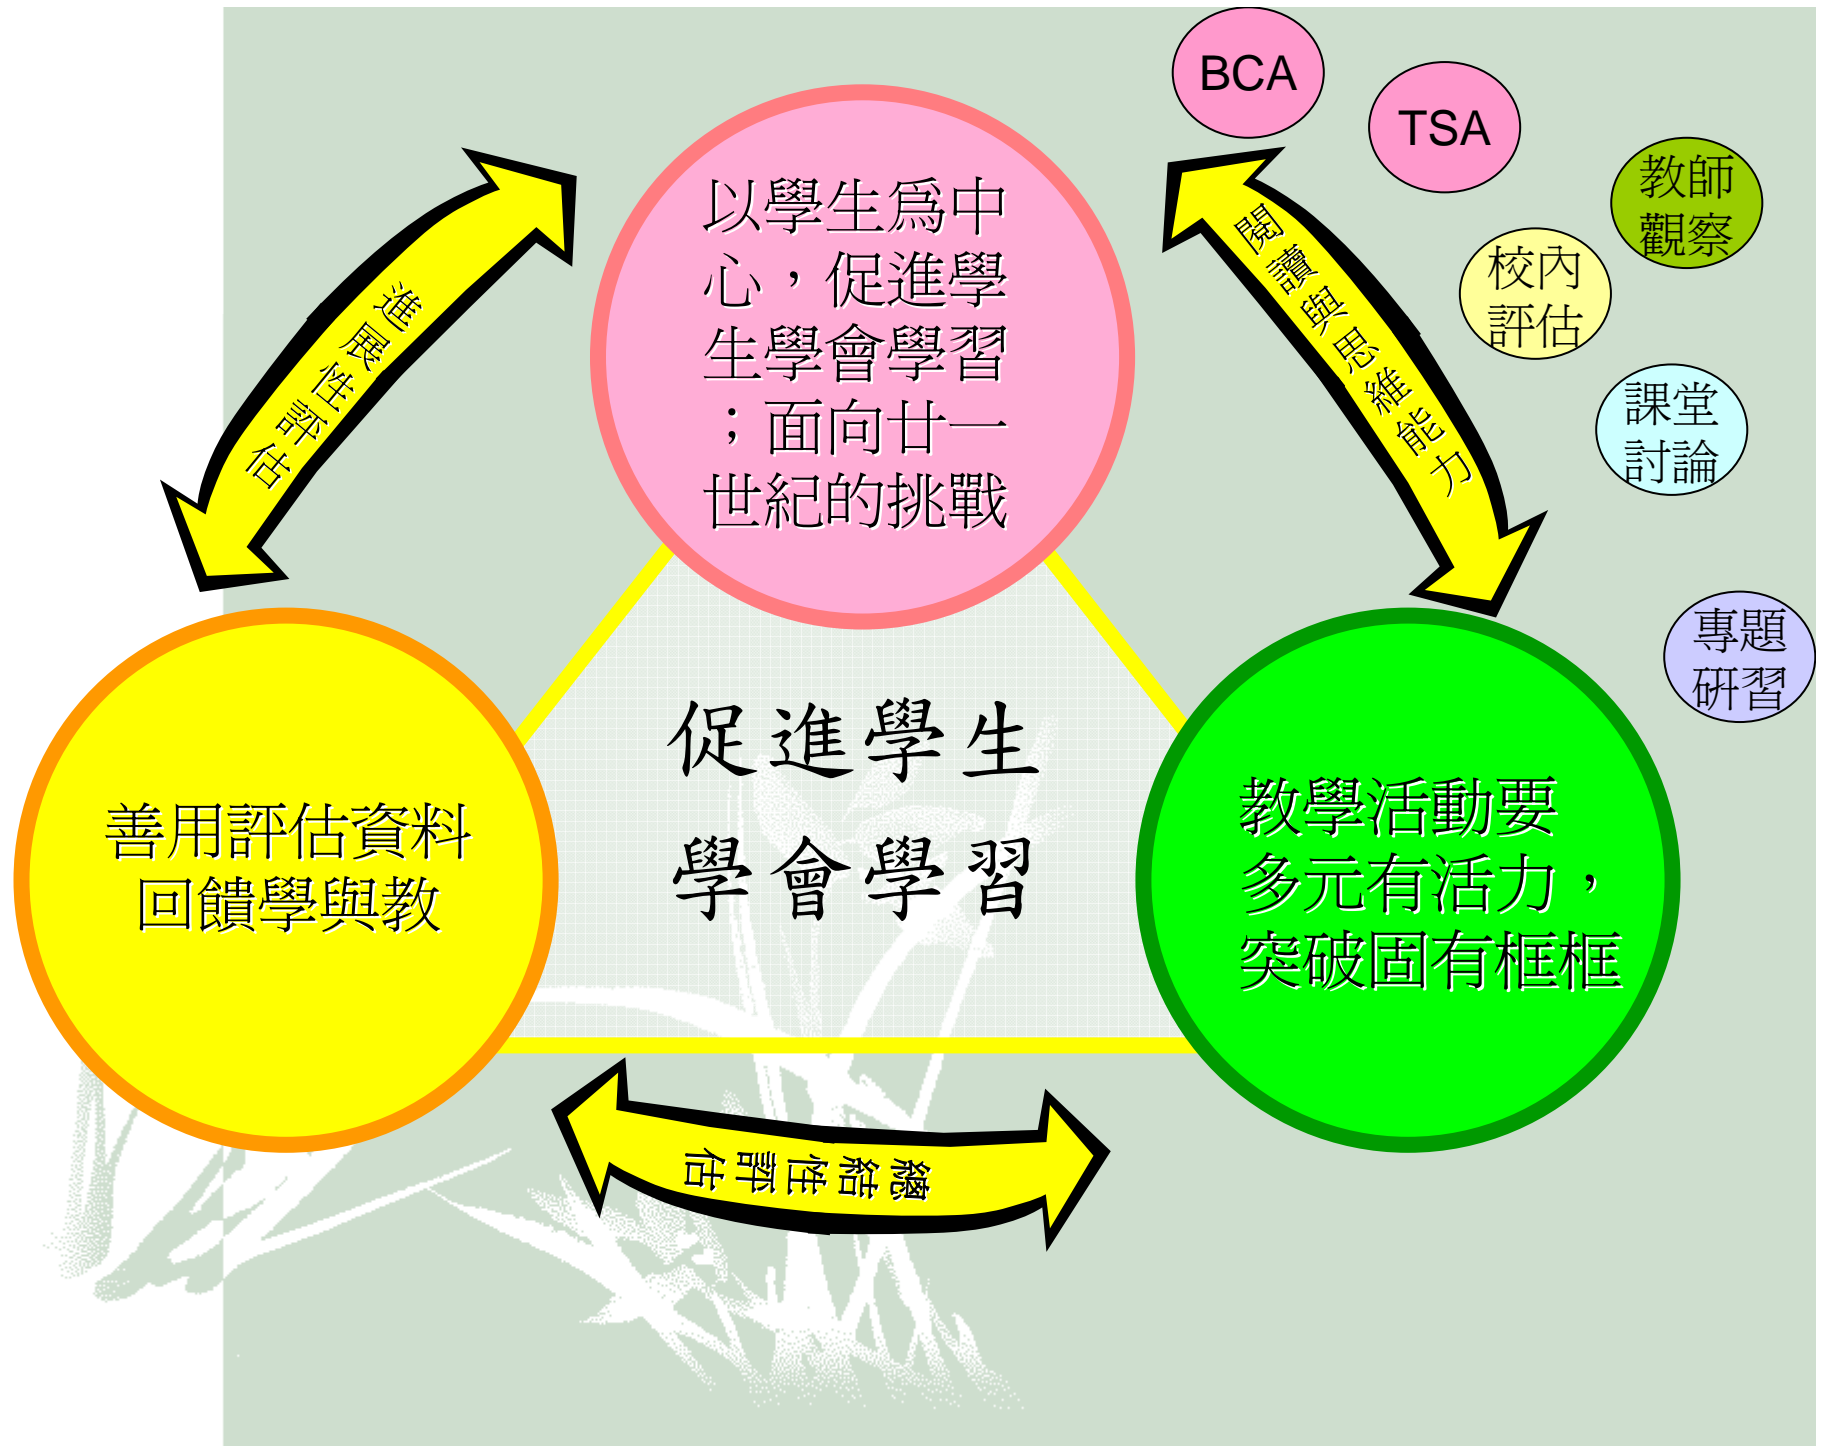 BCA
TSA
教師
觀察
校內
評估
課堂
討論
專題
研習
以學生爲中
心，促進學
生學會學習
；面向廿一
世紀的挑戰
進展性評估
閱讀與思維能力
促進學生
學會學習
善用評估資料
回饋學與教
教學活動要
多元有活力，
突破固有框框
總結性評估